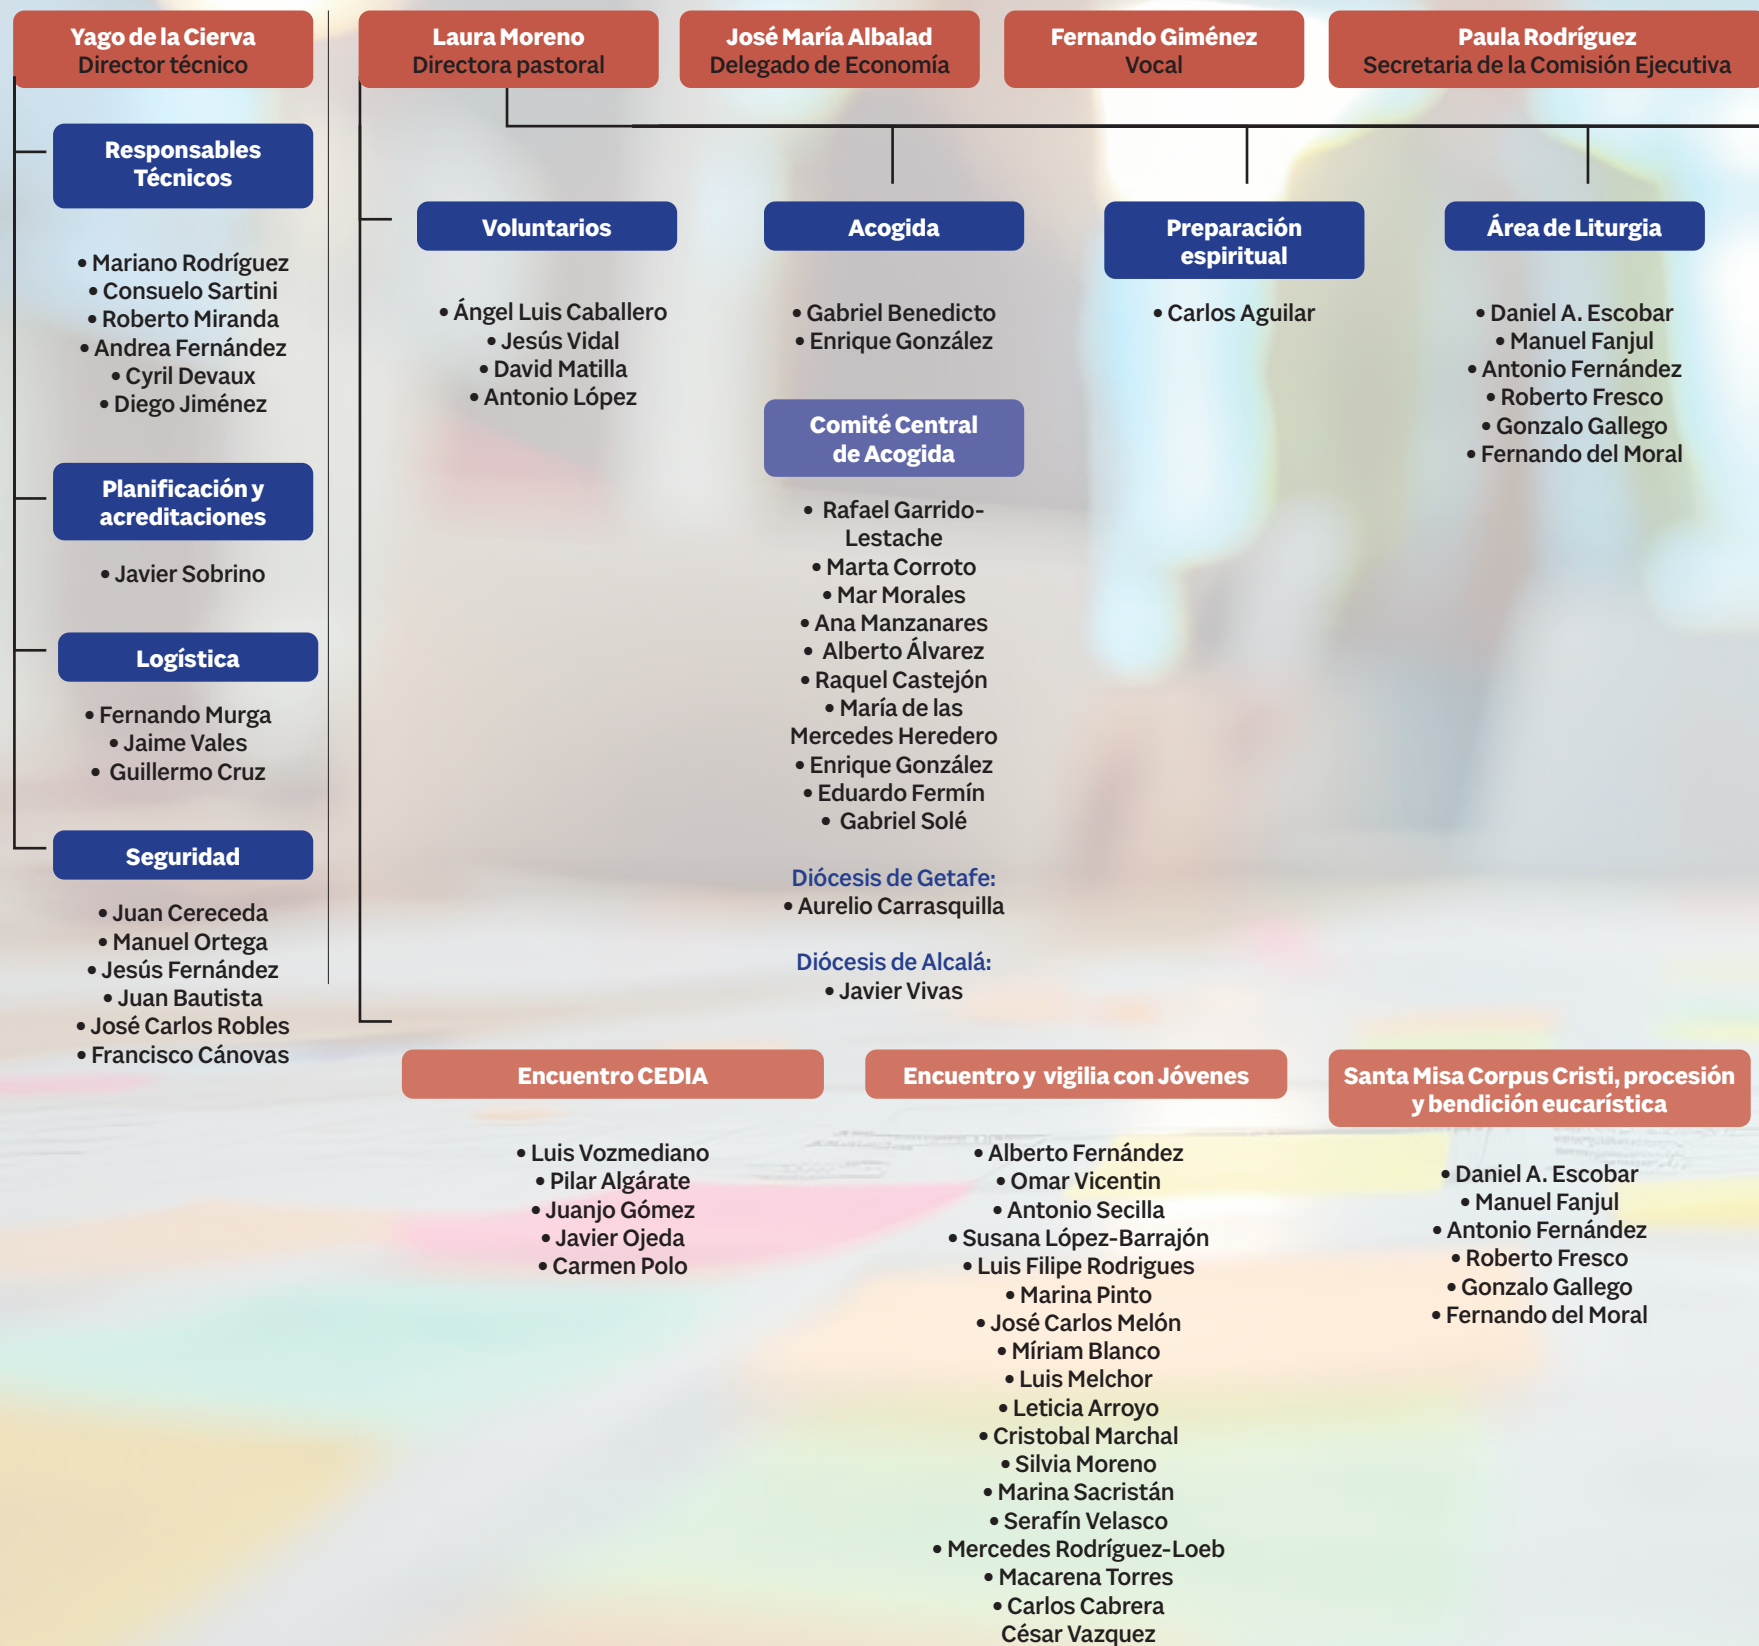 Yago de la Cierva
Director técnico
Laura Moreno
Directora pastoral
José María Albalad
Delegado de Economía
Fernando Giménez
Vocal
Paula Rodríguez
Secretaria de la Comisión Ejecutiva
Responsables
Técnicos
• Mariano Rodríguez
• Consuelo Sartini
• Roberto Miranda
• Andrea Fernández
• Cyril Devaux
• Diego Jiménez
Planificación y
acreditaciones
• Javier Sobrino
Logística
• Fernando Murga
• Jaime Vales
• Guillermo Cruz
Seguridad
• Juan Cereceda
• Manuel Ortega
• Jesús Fernández
• Juan Bautista
• José Carlos Robles
• Francisco Cánovas
Voluntarios
• Ángel Luis Caballero
• Jesús Vidal
• David Matilla
• Antonio López
Acogida
• Gabriel Benedicto
• Enrique González
Comité Central
de Acogida
• Rafael Garrido-
Lestache
• Marta Corroto
• Mar Morales
• Ana Manzanares
• Alberto Álvarez
• Raquel Castejón
• María de las
Mercedes Heredero
• Enrique González
• Eduardo Fermín
• Gabriel Solé
Diócesis de Getafe:
• Aurelio Carrasquilla
Diócesis de Alcalá:
• Javier Vivas
Preparación
espiritual
• Carlos Aguilar
Área de Liturgia
• Daniel A. Escobar
• Manuel Fanjul
• Antonio Fernández
• Roberto Fresco
• Gonzalo Gallego
• Fernando del Moral
Encuentro CEDIA
• Luis Vozmediano
• Pilar Algárate
• Juanjo Gómez
• Javier Ojeda
• Carmen Polo
Encuentro y vigilia con Jóvenes
• Alberto Fernández
• Omar Vicentin
• Antonio Secilla
• Susana López-Barrajón
• Luis Filipe Rodrigues
• Marina Pinto
• José Carlos Melón
• Míriam Blanco
• Luis Melchor
• Leticia Arroyo
• Cristobal Marchal
• Silvia Moreno
• Marina Sacristán
• Serafín Velasco
• Mercedes Rodríguez-Loeb
• Macarena Torres
• Carlos Cabrera
César Vazquez
Santa Misa Corpus Cristi, procesión
y bendición eucarística
• Daniel A. Escobar
• Manuel Fanjul
• Antonio Fernández
• Roberto Fresco
• Gonzalo Gallego
• Fernando del Moral